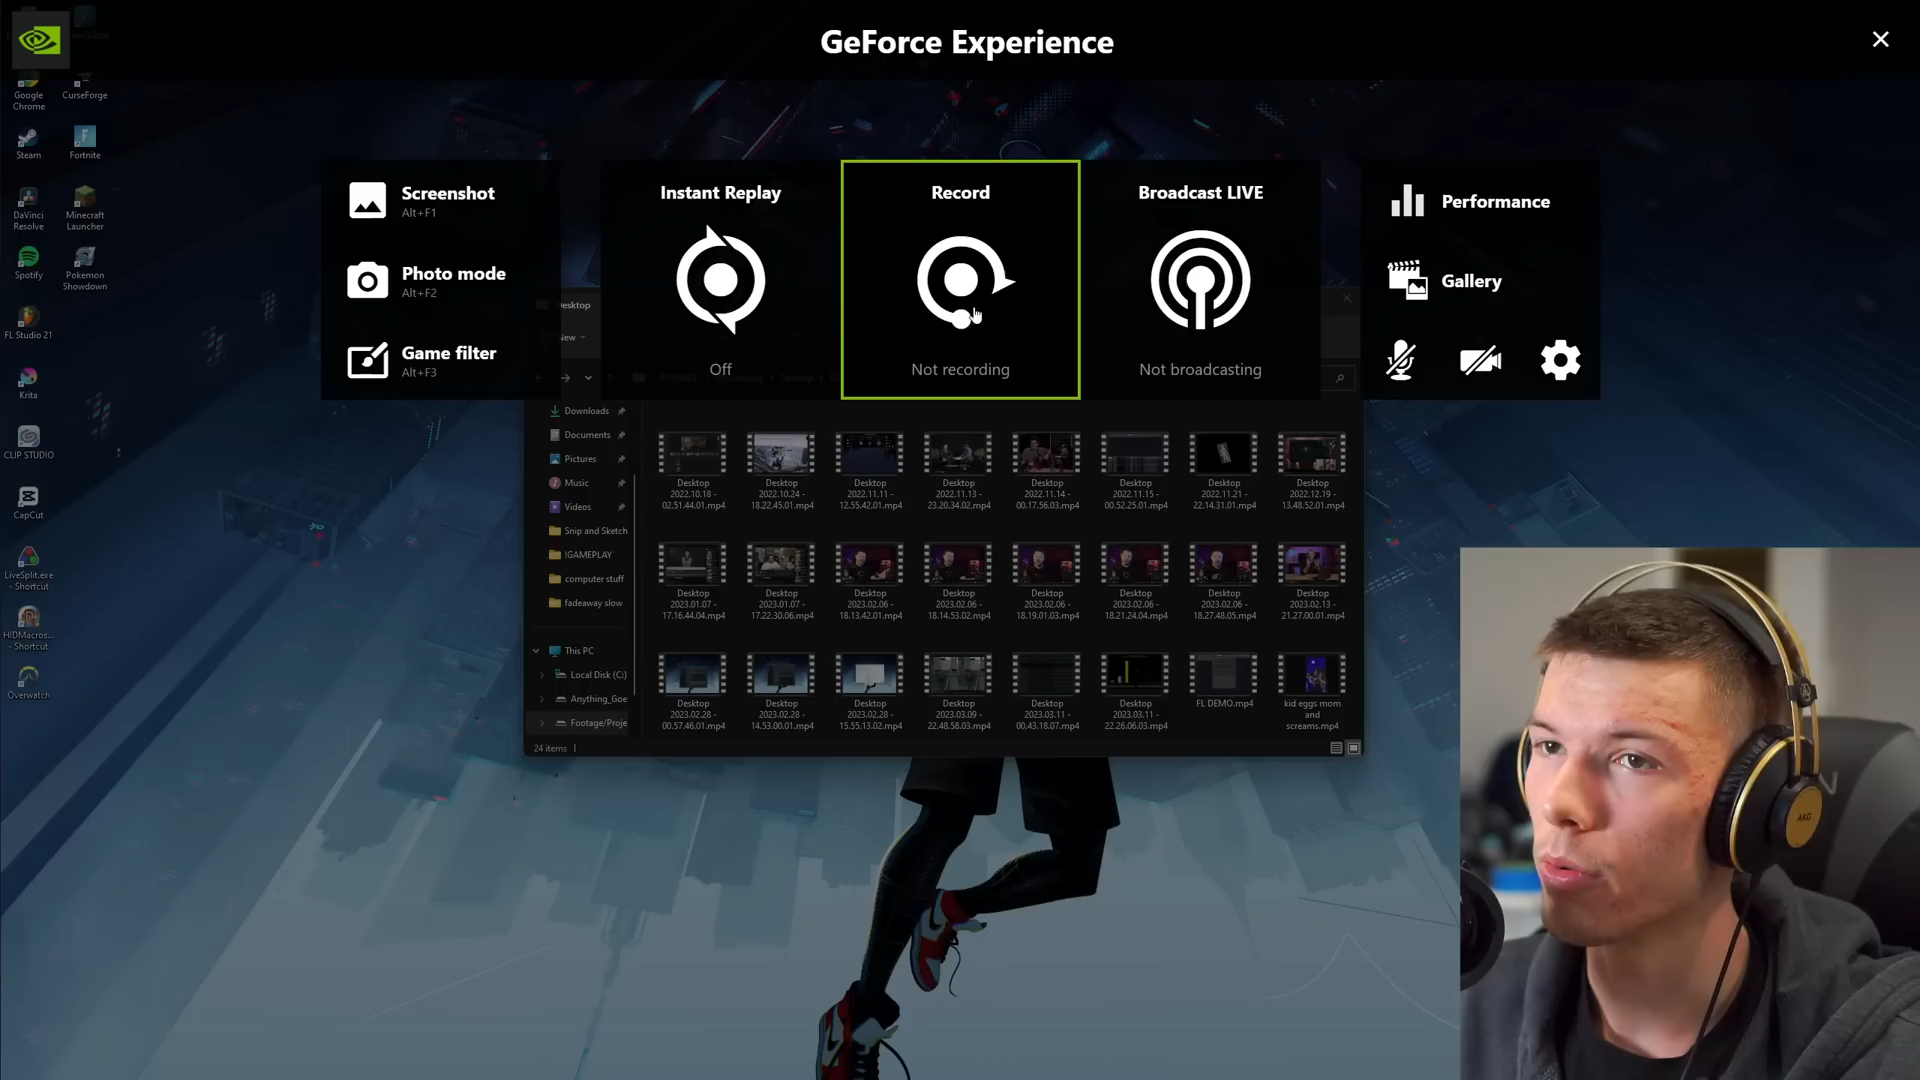 GeForce Experience
Google
Chrome
CurseForge
Steam
Fortnite
DaVinci
Resolve
Minecraft
Launcher
Spotify
Pokemon
Showdown
FL Studio 21
Krita
CLIP STUDIO
CapCut
LiveSplit.exe
- Shortcut
HIDMacros...
- Shortcut
Overwatch
Screenshot
Alt+F1
Photo mode
Alt+F2
Game filter
Alt+F3
Instant Replay
Off
Record
Not recording
Broadcast LIVE
Not broadcasting
Performance
Gallery
Desktop
New
Downloads
Documents
Pictures
Music
Videos
Snip and Sketch
!GAMEPLAY
computer stuff
fadeaway slow
This PC
Local Disk (C:)
Anything_Goe
Footage/Proje
Desktop
2022.10.18 -
02.51.44.01.mp4
Desktop
2022.10.24 -
18.22.45.01.mp4
Desktop
2022.11.11 -
12.55.42.01.mp4
Desktop
2022.11.13 -
23.20.34.02.mp4
Desktop
2022.11.14 -
00.17.56.03.mp4
Desktop
2022.11.15 -
00.52.25.01.mp4
Desktop
2022.11.21 -
22.14.31.01.mp4
Desktop
2022.12.19 -
13.48.52.01.mp4
Desktop
2023.01.07 -
17.16.44.04.mp4
Desktop
2023.01.07 -
17.22.30.06.mp4
Desktop
2023.02.06 -
18.13.42.01.mp4
Desktop
2023.02.06 -
18.14.53.02.mp4
Desktop
2023.02.06 -
18.19.01.03.mp4
Desktop
2023.02.06 -
18.21.24.04.mp4
Desktop
2023.02.06 -
18.27.48.05.mp4
Desktop
2023.02.13 -
21.27.00.01.mp4
Desktop
2023.02.28 -
00.57.46.01.mp4
Desktop
2023.02.28 -
14.53.00.01.mp4
Desktop
2023.02.28 -
15.55.13.02.mp4
Desktop
2023.03.09 -
22.48.58.03.mp4
Desktop
2023.03.11 -
00.43.18.07.mp4
Desktop
2023.03.11 -
22.26.06.03.mp4
FL DEMO.mp4
kid eggs mom
and
screams.mp4
24 items
AKG